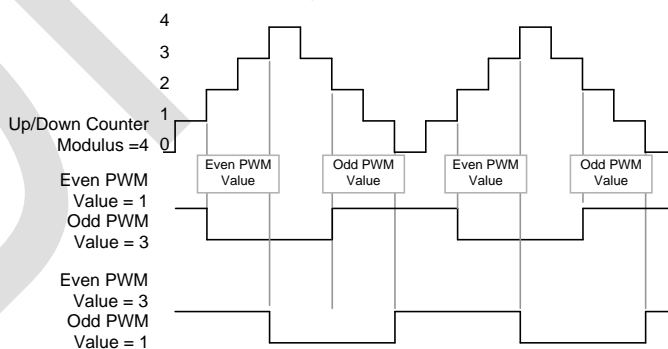 4
3
2
1
0
Up/Down Counter
Modulus =4
Even PWM
Value
Odd PWM
Value
Even PWM
Value
Odd PWM
Value
Even PWM
Value = 1
Odd PWM
Value = 3
Even PWM
Value = 3
Odd PWM
Value = 1